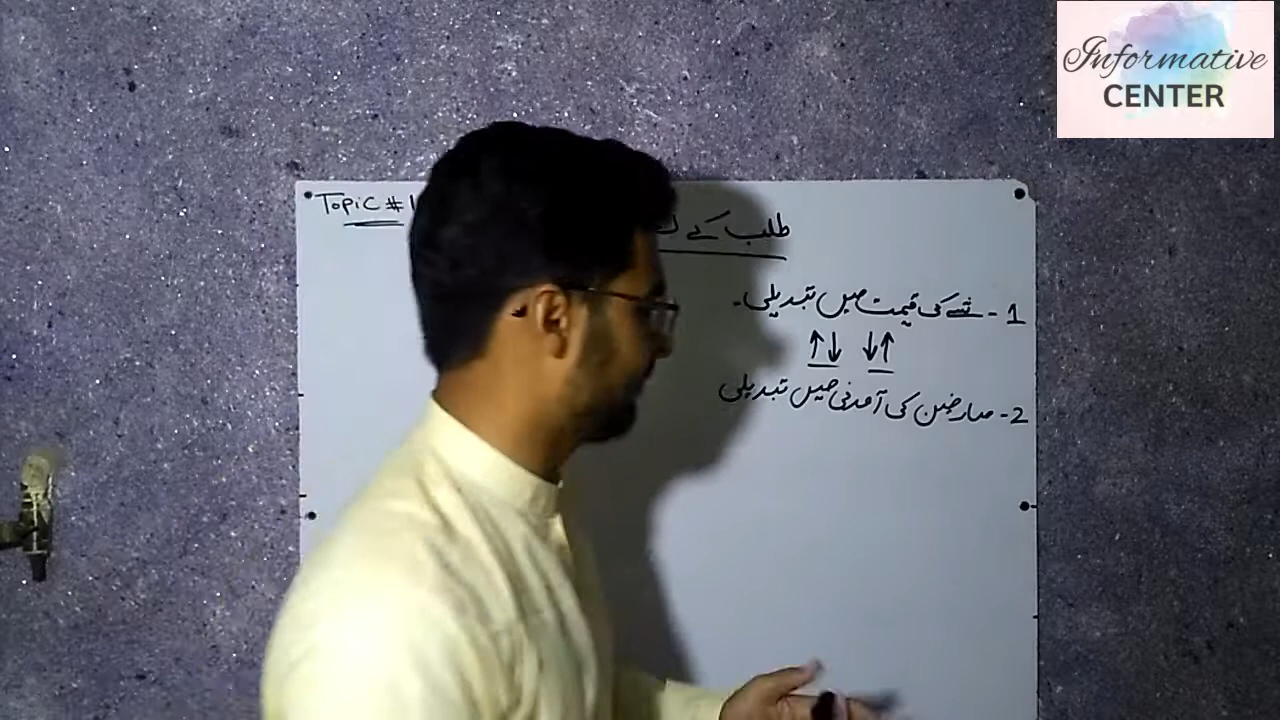 Informative
CENTER
Topic #1
طلب کے
1 - شے کی قیمت میں تبدیلی۔
↑↓ ↓↑
2 - صارفین کی آمدنی میں تبدیلی